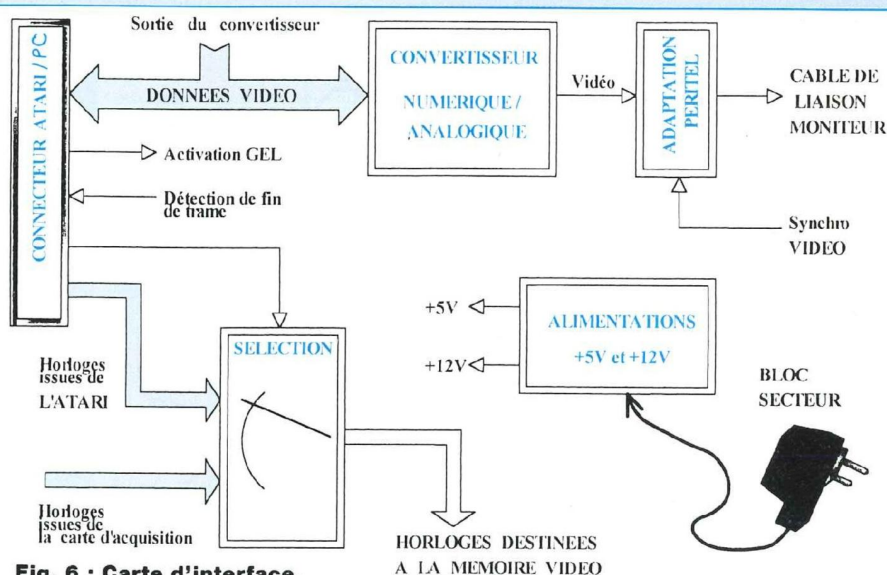 Sortie du convertisseur
CONNECTEUR ATARI/PC
DONNEES VIDEO
CONVERTISSEUR
NUMERIQUE/
ANALOGIQUE
Vidéo
ADAPTATION
PERITEL
CABLE DE
LIAISON
MONITEUR
Activation GEL
Détection de fin
de trame
Synchro
VIDEO
SELECTION
+5V
+12V
ALIMENTATIONS
+5V et +12V
BLOC
SECTEUR
Horloges
issues de
L'ATARI
Horloges
issues de
la carte d'acquisition
HORLOGES DESTINEES
A LA MEMOIRE VIDEO
Fig. 6 : Carte d'interface